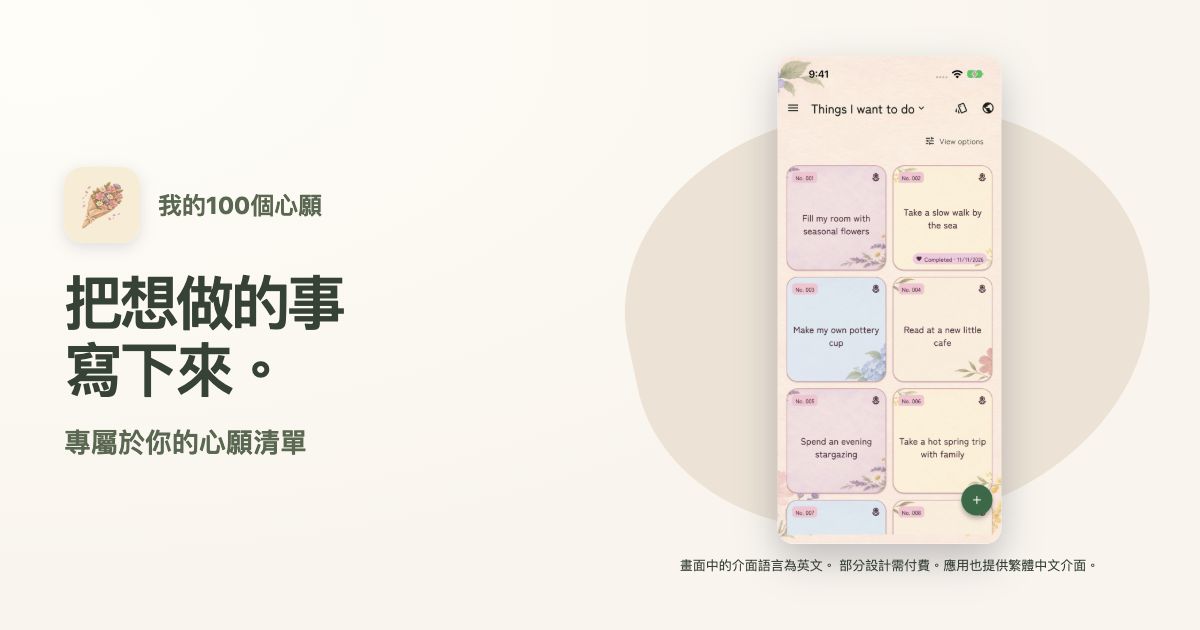 我的100個心願
把想做的事
寫下來。
專屬於你的心願清單
9:41
Things I want to do
View options
No. 001
Fill my room with
seasonal flowers
No. 002
Take a slow walk by
the sea
Completed · 11/11/2026
No. 003
Make my own pottery
cup
No. 004
Read at a new little
cafe
No. 005
Spend an evening
stargazing
No. 006
Take a hot spring trip
with family
No. 007
No. 008
畫面中的介面語言為英文。 部分設計需付費。應用也提供繁體中文介面。